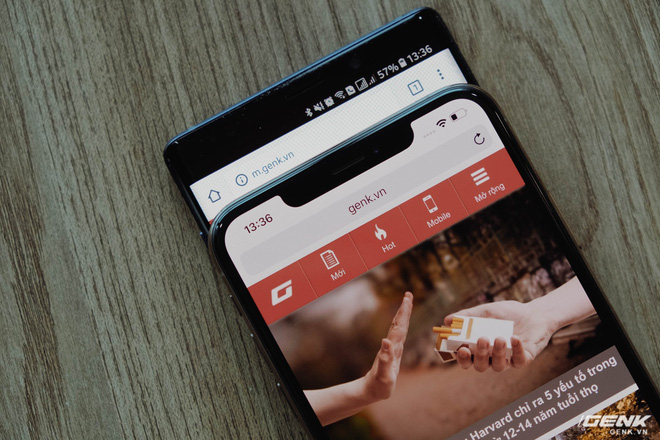 57% 13:36
1
m.genk.vn
13:36
genk.vn
Mới
Hot
Mobile
Mở rộng
Harvard chỉ ra 5 yếu tố trong
12-14 năm tuổi thọ
GENK
GENK.VN